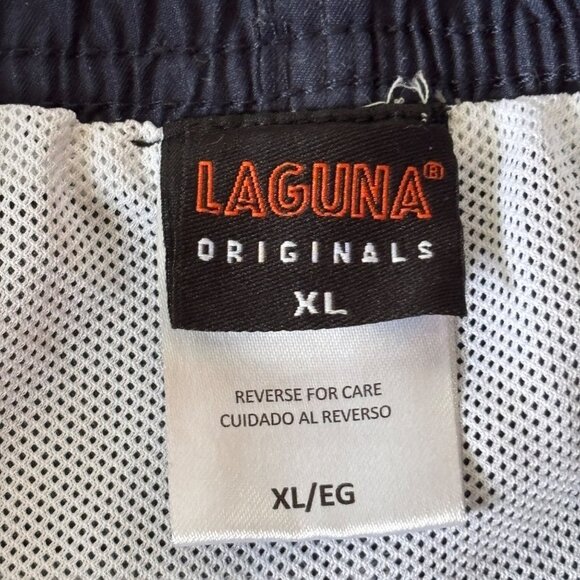 LAGUNA®
ORIGINALS
XL
REVERSE FOR CARE
CUIDADO AL REVERSO
XL/EG